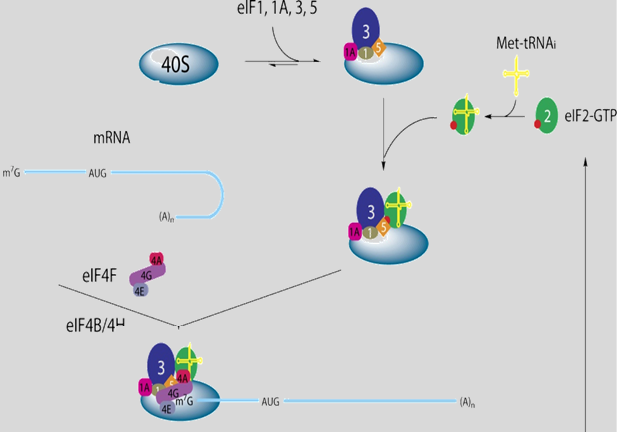 eIF1, 1A, 3, 5
40S
3
1A
1
5
Met-tRNAi
2
eIF2-GTP
mRNA
m⁷G
AUG
(A)n
3
1A
1
5
eIF4F
4A
4G
4E
eIF4B/4H
3
1A
1
5
4A
4G
4E
m⁷G
AUG
(A)n